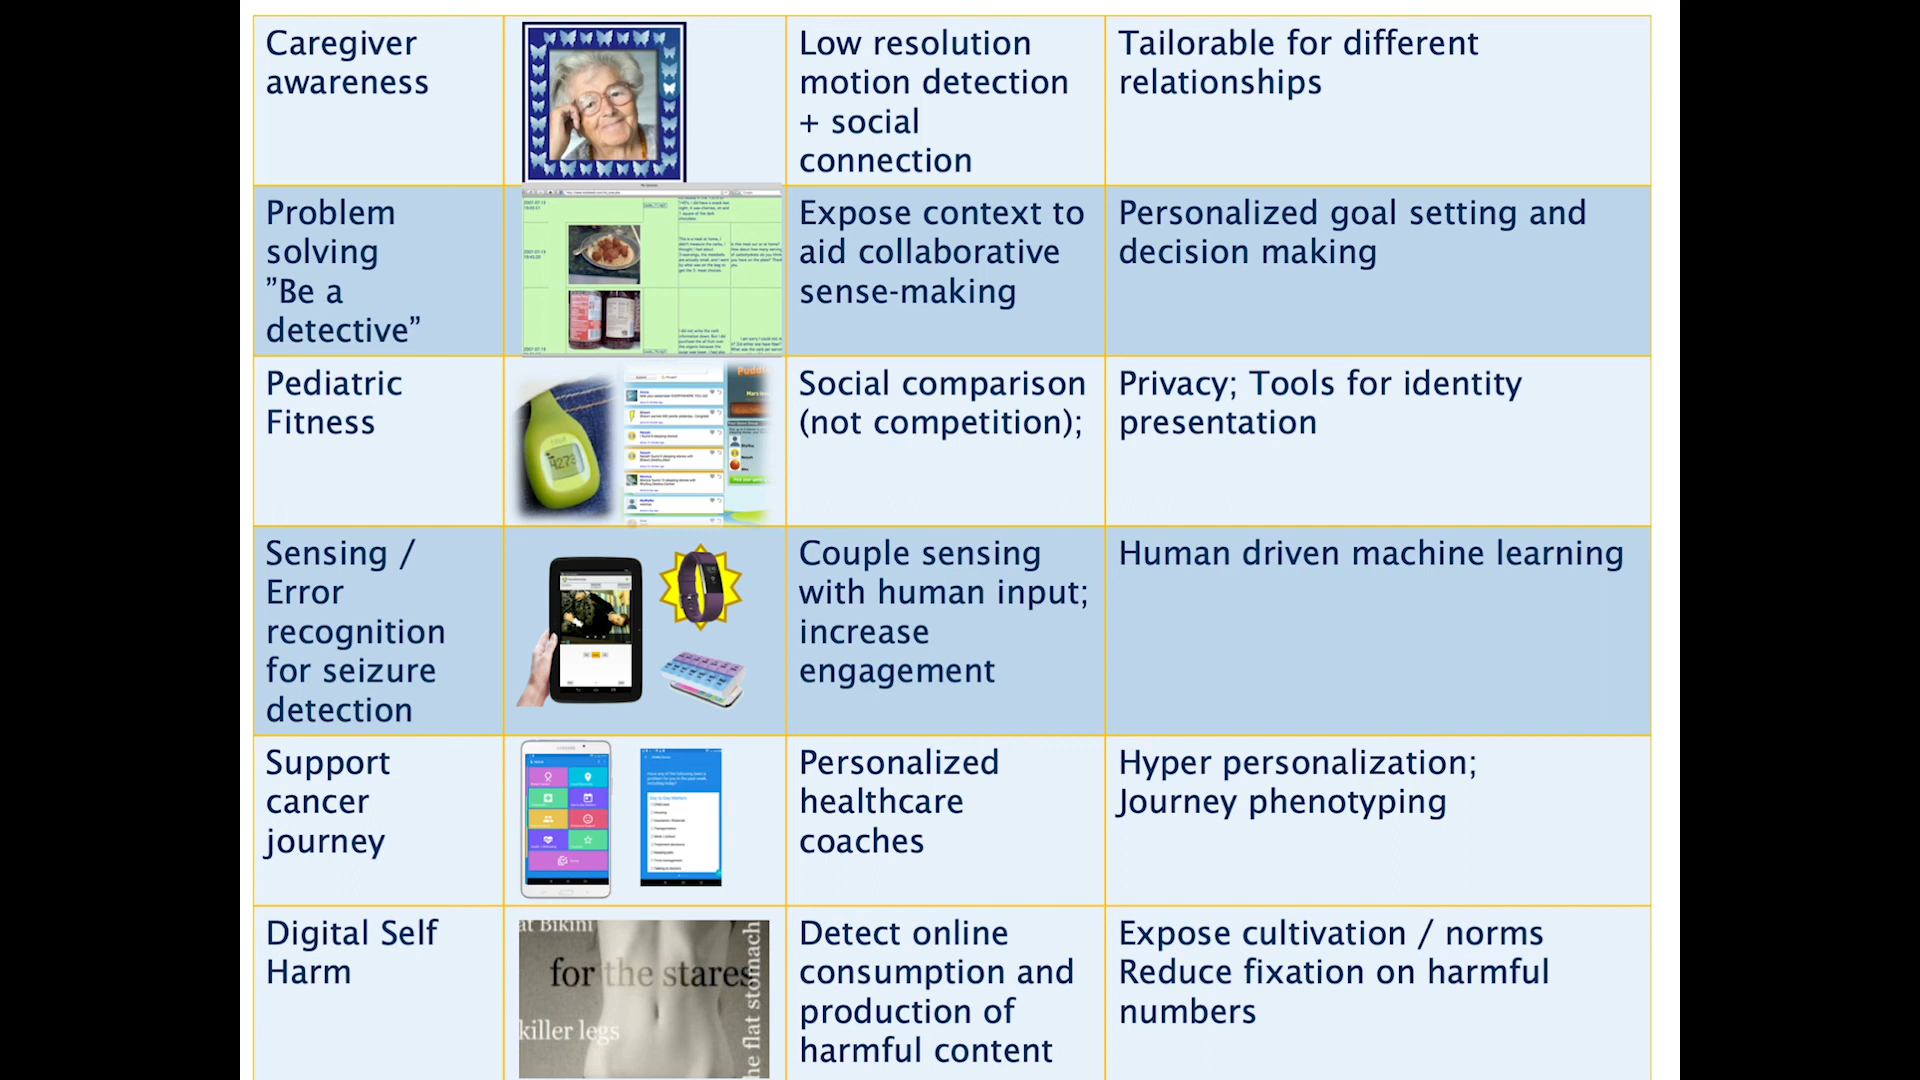 Caregiver
awareness
Low resolution
motion detection
+ social
connection
Tailorable for different
relationships
Problem
solving
”Be a
detective”
Expose context to
aid collaborative
sense-making
Personalized goal setting and
decision making
Pediatric
Fitness
4273
Social comparison
(not competition);
Privacy; Tools for identity
presentation
Sensing /
Error
recognition
for seizure
detection
Couple sensing
with human input;
increase
engagement
Human driven machine learning
Support
cancer
journey
Personalized
healthcare
coaches
Hyper personalization;
Journey phenotyping
Digital Self
Harm
at Bikini
for the stares
killer legs
he flat stomach
Detect online
consumption and
production of
harmful content
Expose cultivation / norms
Reduce fixation on harmful
numbers